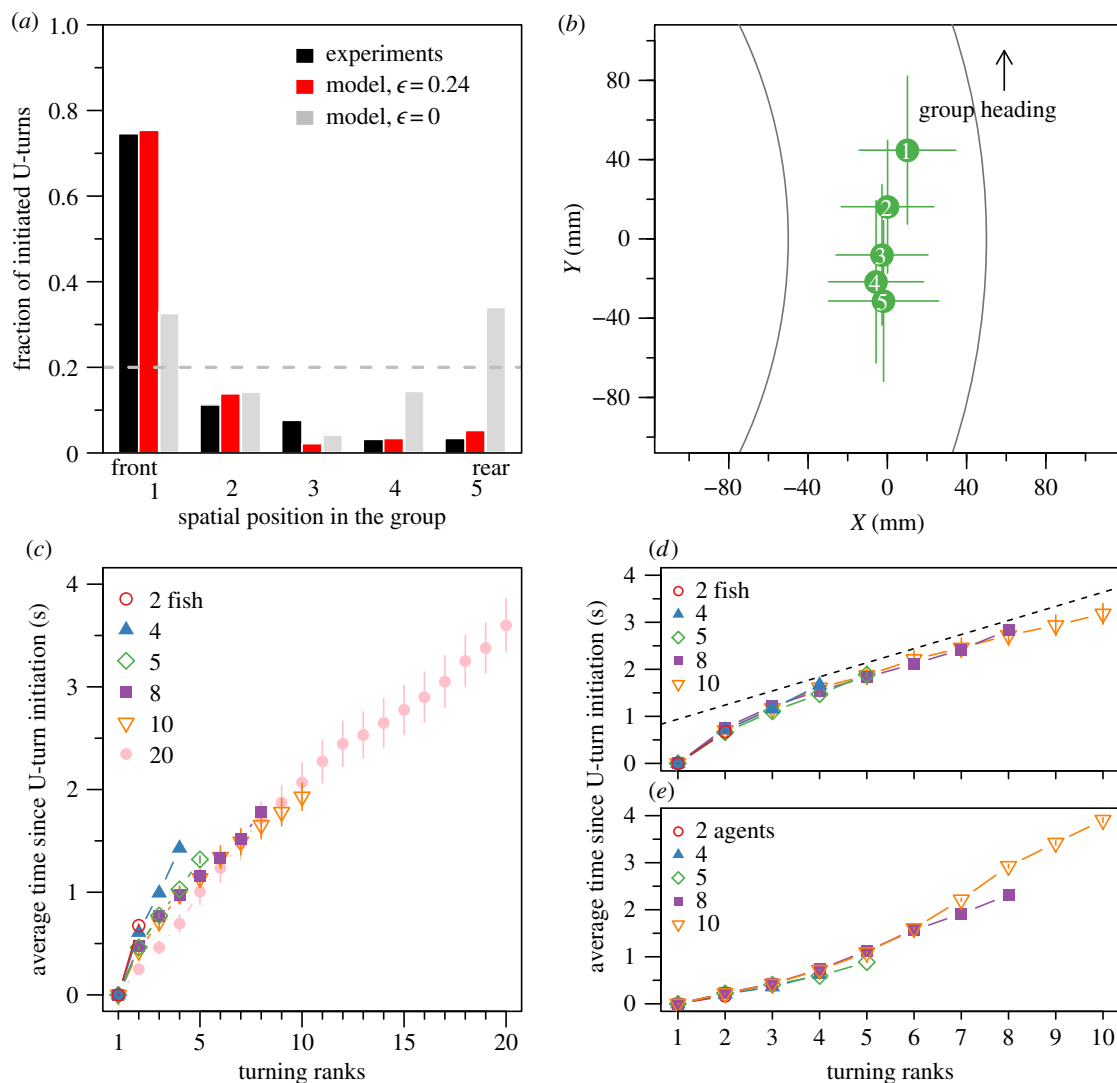 (a)
1.0
0.8
0.6
0.4
0.2
0
fraction of initiated U-turns
experiments
model, ϵ = 0.24
model, ϵ = 0
front
rear
1 2 3 4 5
spatial position in the group
(b)
80
40
0
−40
−80
Y (mm)
group heading
1
2
3
4
5
−80 −40 0 40 80
X (mm)
(c)
4
3
2
1
0
average time since U-turn initiation (s)
2 fish
4
5
8
10
20
1 5 10 15 20
turning ranks
(d)
4
3
2
1
0
average time since U-turn initiation (s)
2 fish
4
5
8
10
(e)
2 agents
4
5
8
10
4
3
2
1
0
1 2 3 4 5 6 7 8 9 10
turning ranks